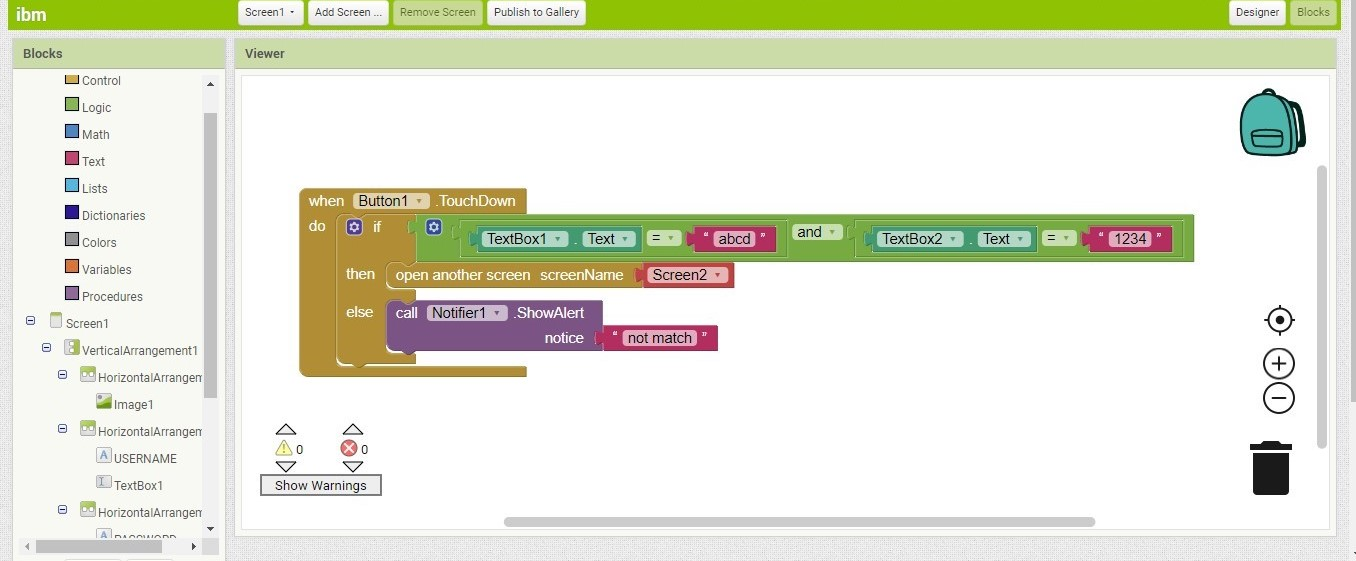 ibm
Screen1 Add Screen ... Remove Screen Publish to Gallery Designer Blocks
Blocks
Viewer
Control
Logic
Math
Text
Lists
Dictionaries
Colors
Variables
Procedures
Screen1
VerticalArrangement1
HorizontalArrangem
Image1
HorizontalArrangem
USERNAME
TextBox1
HorizontalArrangem
PASSWORD
when Button1 .TouchDown
do if TextBox1 . Text = “ abcd ” and TextBox2 . Text = “ 1234 ”
then open another screen screenName Screen2
else call Notifier1 .ShowAlert
notice “ not match ”
0 0
Show Warnings